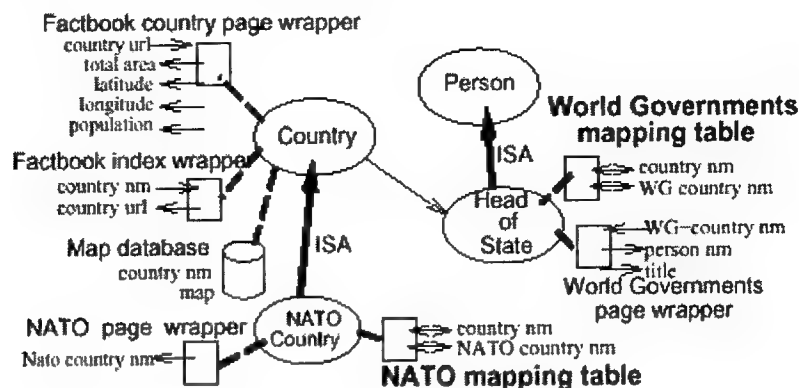 Factbook country page wrapper
country url
total area
latitude
longitude
population
Person
World Governments
mapping table
Country
ISA
country nm
WG country nm
Factbook index wrapper
country nm
country url
Head
of
State
WG-country nm
person nm
title
World Governments
page wrapper
Map database
country nm
map
ISA
NATO page wrapper
Nato country nm
NATO
Country
country nm
NATO country nm
NATO mapping table